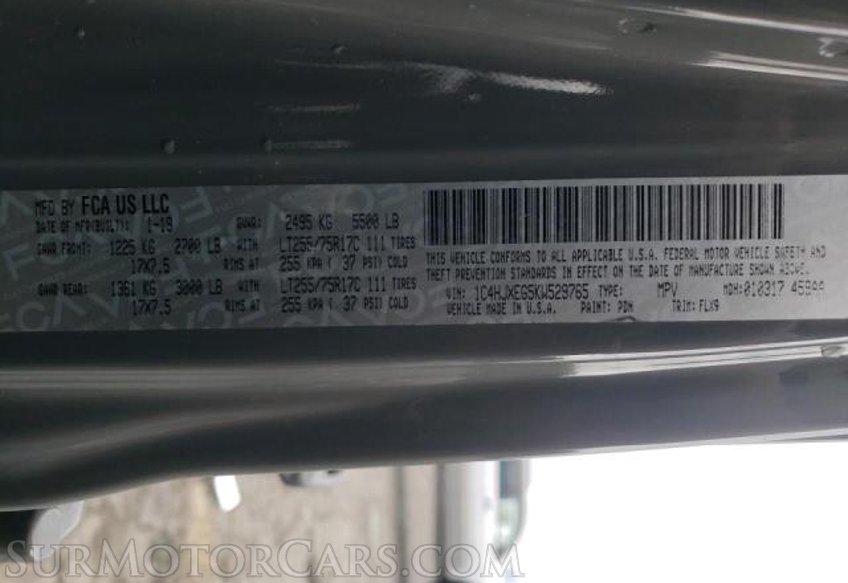 MFD BY FCA US LLC
DATE OF MFD(BUILT): 1-19 GVWR: 2495 KG 5500 LB
GAWR FRONT: 1225 KG 2700 LB WITH LT255/75R17C 111 TIRES
17X7.5 RIMS AT 255 KPA ( 37 PSI) COLD
GAWR REAR: 1361 KG 3000 LB WITH LT255/75R17C 111 TIRES
17X7.5 RIMS AT 255 KPA ( 37 PSI) COLD
THIS VEHICLE CONFORMS TO ALL APPLICABLE U.S.A. FEDERAL MOTOR VEHICLE SAFETY AND
THEFT PREVENTION STANDARDS IN EFFECT ON THE DATE OF MANUFACTURE SHOWN ABOVE.
VIN: 1C4HJXEG5KW529765 TYPE: MPV MDH: 010317
VEHICLE MADE IN U.S.A. PAINT: PDN TRIM: FLX9
SURMOTORCARS.COM